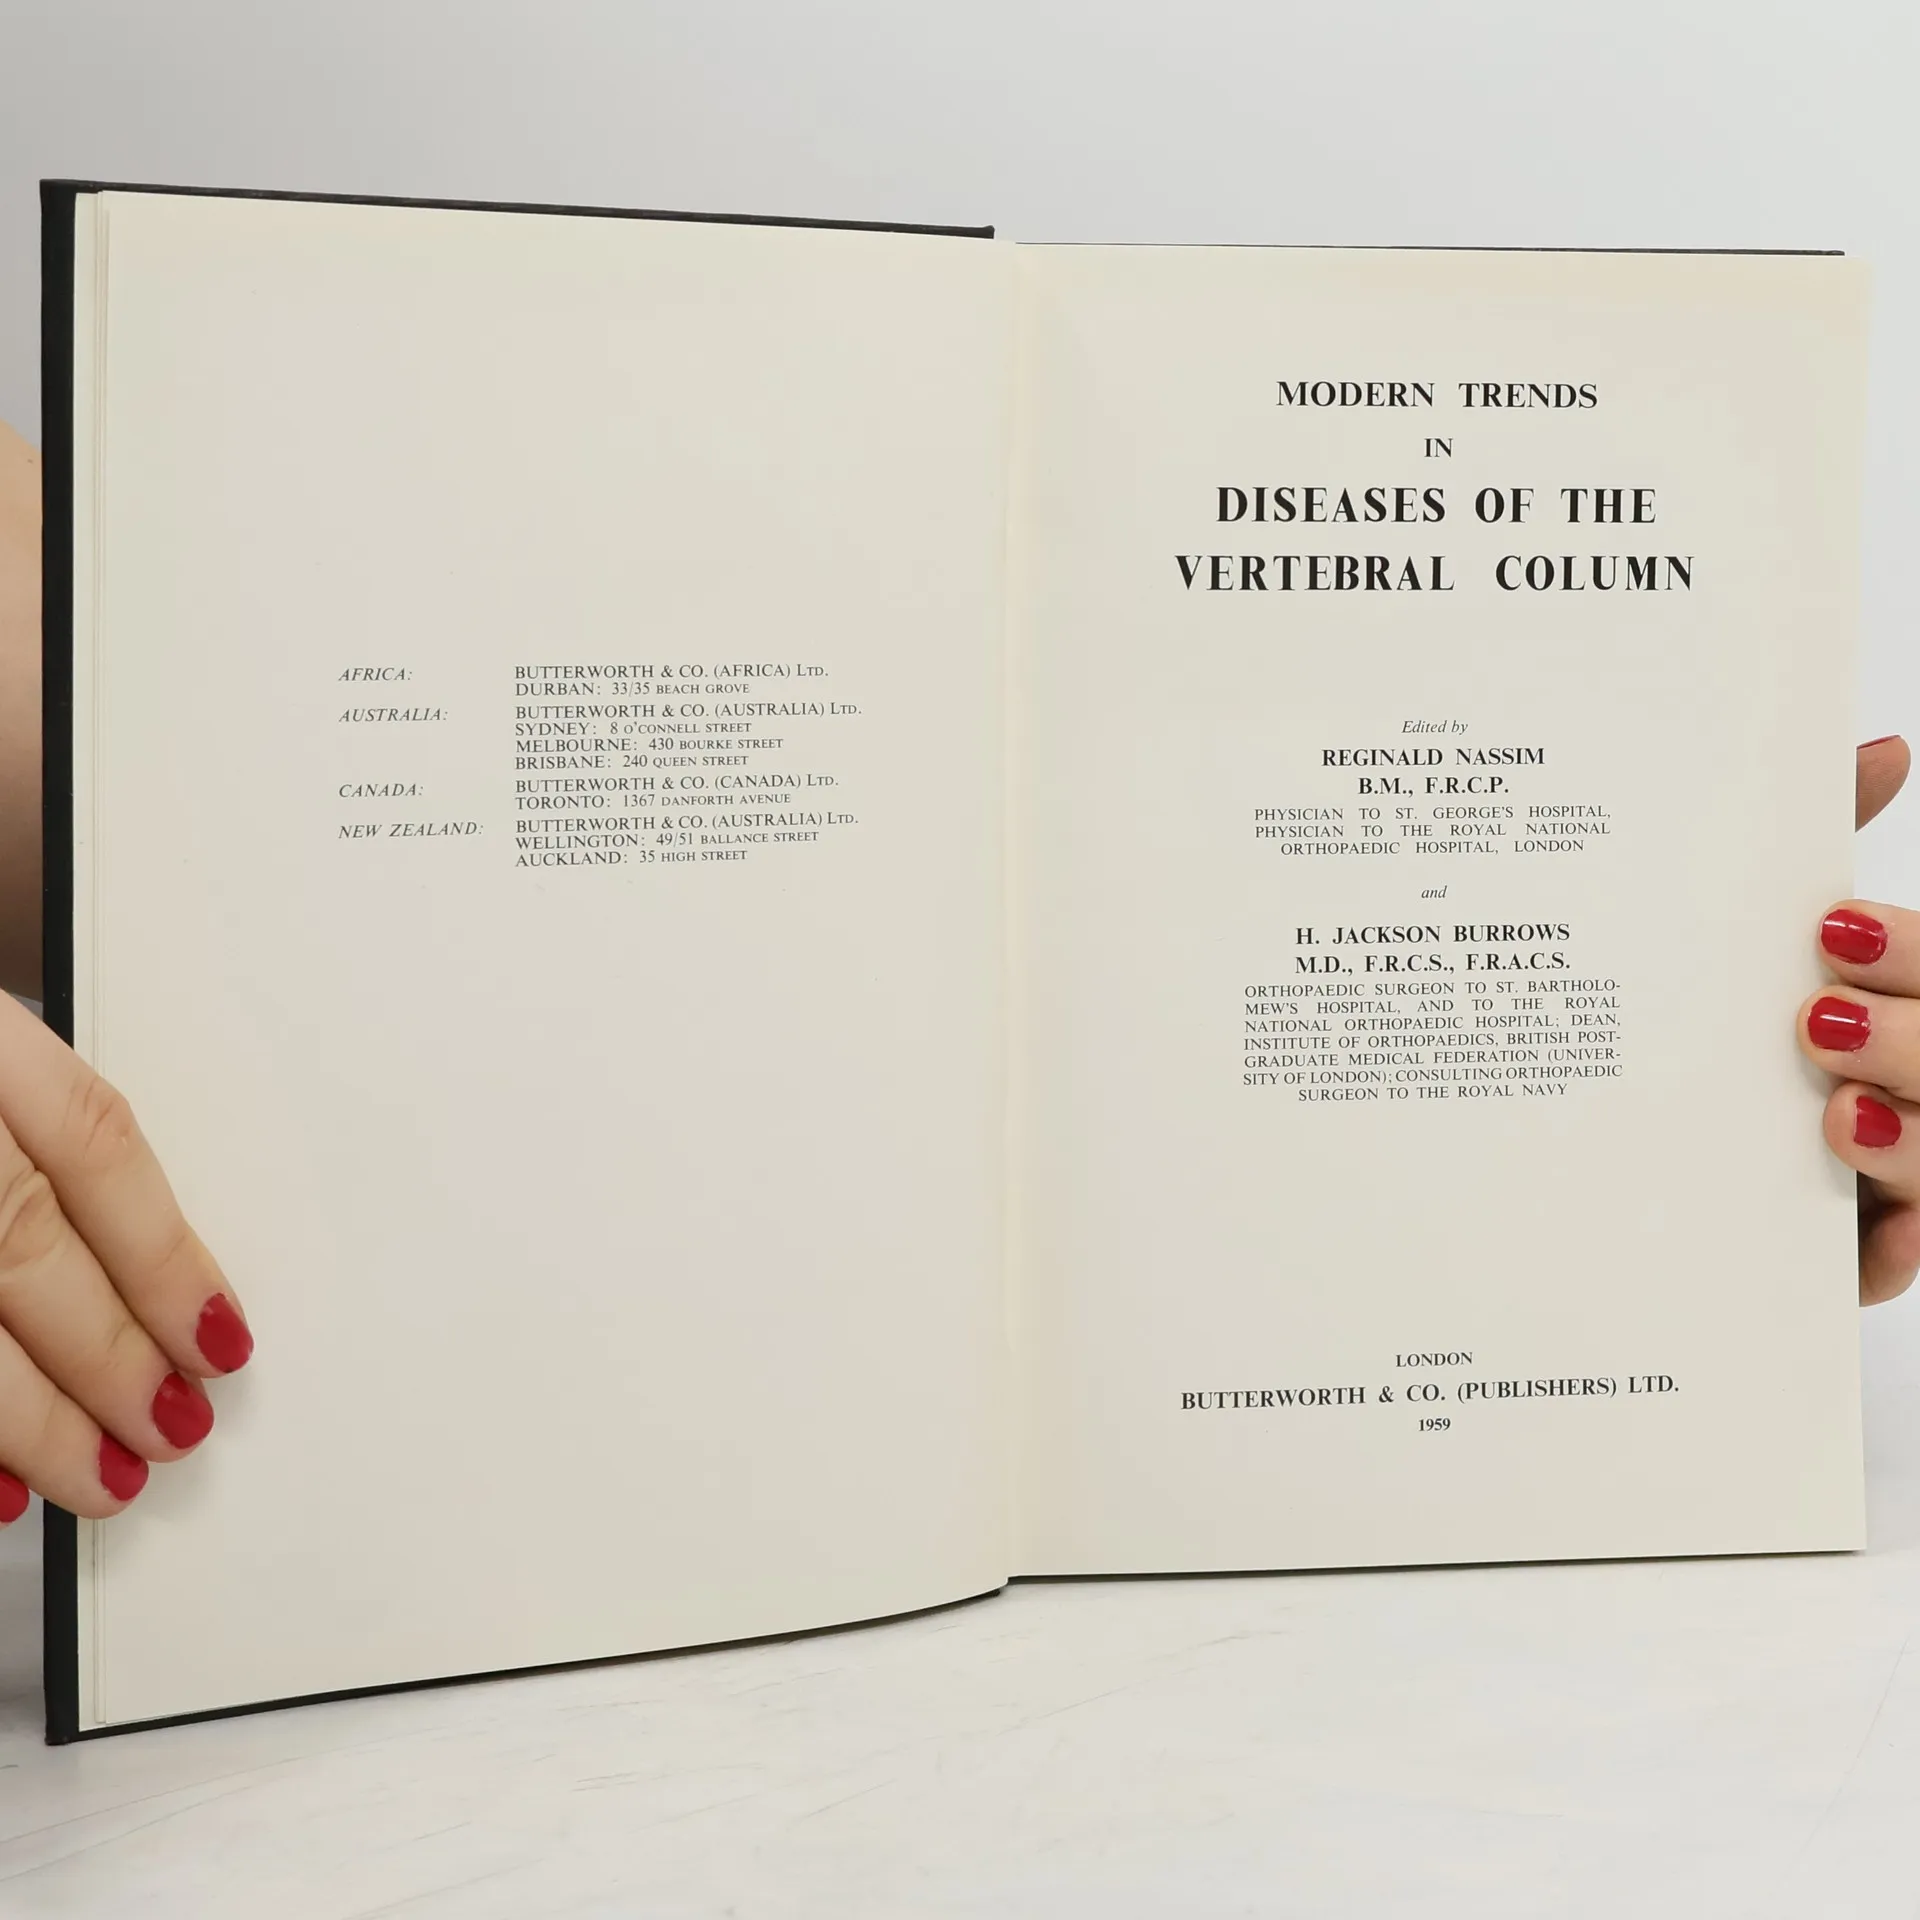 AFRICA: BUTTERWORTH & CO. (AFRICA) LTD.
DURBAN: 33/35 BEACH GROVE
AUSTRALIA: BUTTERWORTH & CO. (AUSTRALIA) LTD.
SYDNEY: 8 O'CONNELL STREET
MELBOURNE: 430 BOURKE STREET
BRISBANE: 240 QUEEN STREET
CANADA: BUTTERWORTH & CO. (CANADA) LTD.
TORONTO: 1367 DANFORTH AVENUE
NEW ZEALAND: BUTTERWORTH & CO. (AUSTRALIA) LTD.
WELLINGTON: 49/51 BALLANCE STREET
AUCKLAND: 35 HIGH STREET
MODERN TRENDS
IN
DISEASES OF THE
VERTEBRAL COLUMN
Edited by
REGINALD NASSIM
B.M., F.R.C.P.
PHYSICIAN TO ST. GEORGE'S HOSPITAL,
PHYSICIAN TO THE ROYAL NATIONAL
ORTHOPAEDIC HOSPITAL, LONDON
and
H. JACKSON BURROWS
M.D., F.R.C.S., F.R.A.C.S.
ORTHOPAEDIC SURGEON TO ST. BARTHOLO-
MEW'S HOSPITAL, AND TO THE ROYAL
NATIONAL ORTHOPAEDIC HOSPITAL; DEAN,
INSTITUTE OF ORTHOPAEDICS, BRITISH POST-
GRADUATE MEDICAL FEDERATION (UNIVER-
SITY OF LONDON); CONSULTING ORTHOPAEDIC
SURGEON TO THE ROYAL NAVY
LONDON
BUTTERWORTH & CO. (PUBLISHERS) LTD.
1959